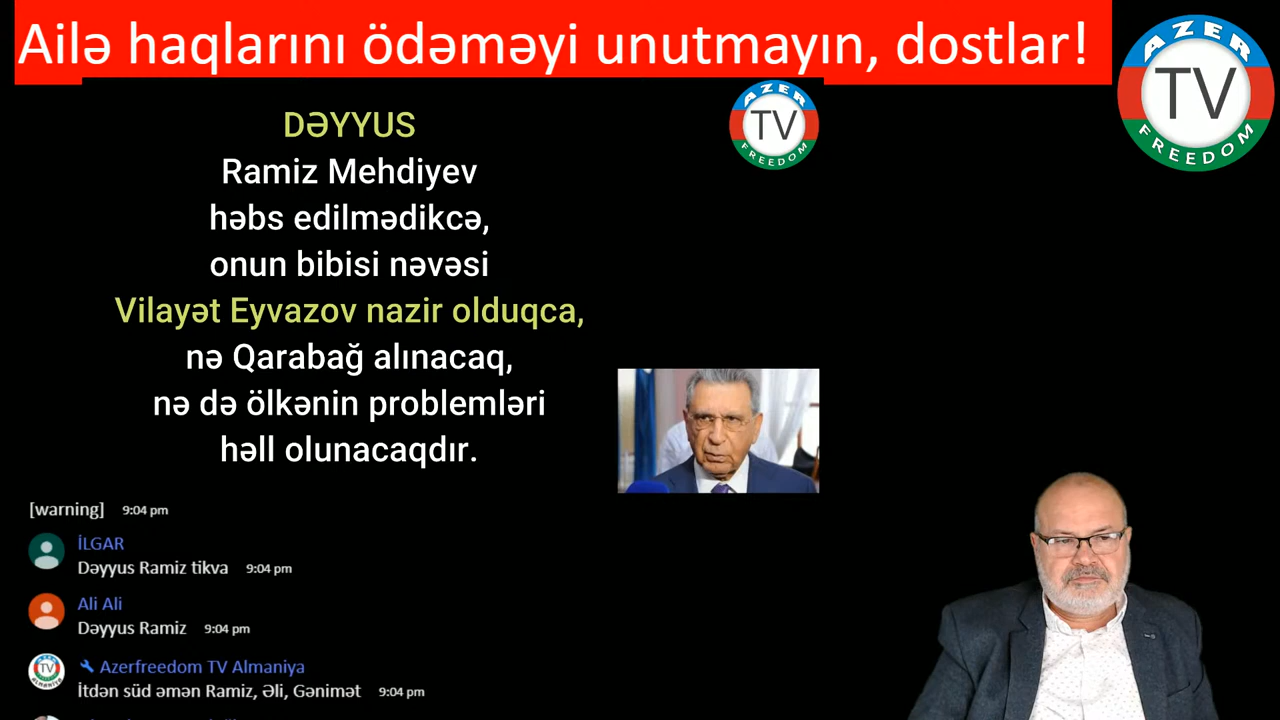 Ailə haqlarını ödəməyi unutmayın, dostlar!
AZER
TV
FREEDOM
AZER
TV
FREEDOM
DƏYYUS
Ramiz Mehdiyev
həbs edilmədikcə,
onun bibisi nəvəsi
Vilayət Eyvazov nazir olduqca,
nə Qarabağ alınacaq,
nə də ölkənin problemləri
həll olunacaqdır.
[warning] 9:04 pm
İLGAR
Dəyyus Ramiz tikva 9:04 pm
Ali Ali
Dəyyus Ramiz 9:04 pm
AZER
TV
ALMANIYA
Azerfreedom TV Almaniya
İtdən süd əmən Ramiz, Əli, Gənimət 9:04 pm